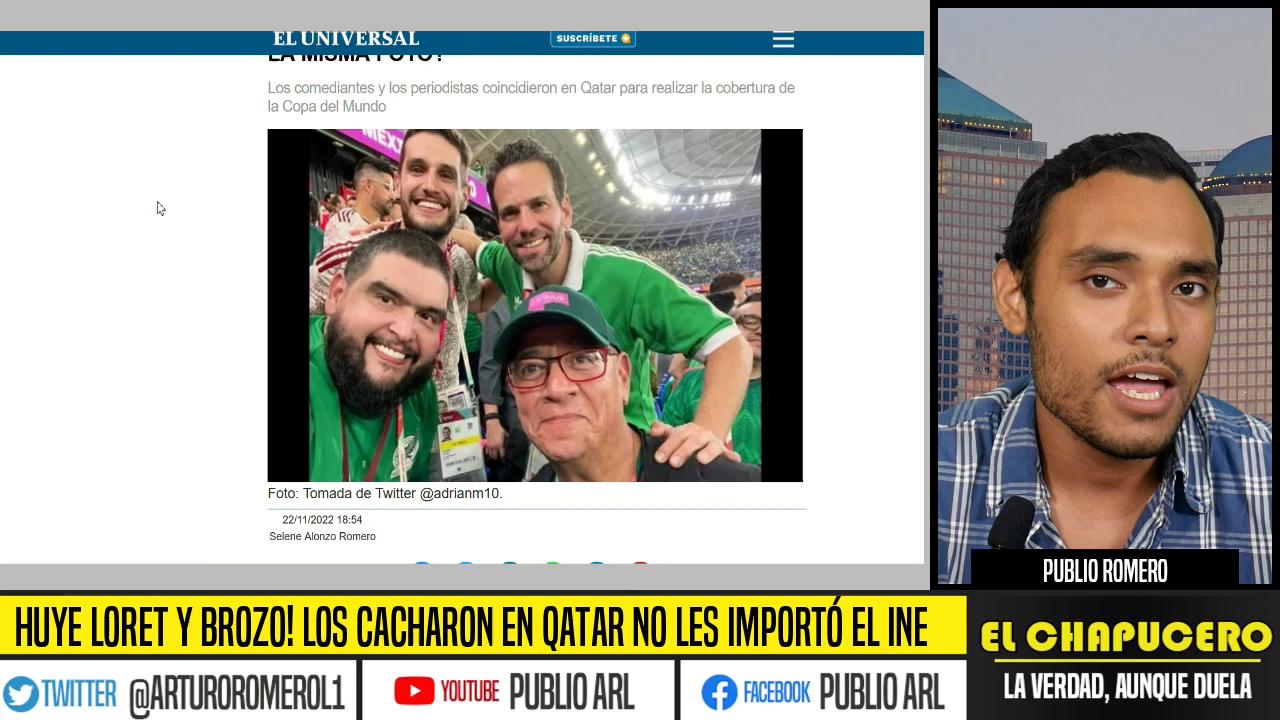 EL UNIVERSAL
SUSCRÍBETE
LA MISMA FOTO?
Los comediantes y los periodistas coincidieron en Qatar para realizar la cobertura de
la Copa del Mundo
MEX
Foto: Tomada de Twitter @adrianm10.
22/11/2022 18:54
Selene Alonzo Romero
PUBLIO ROMERO
HUYE LORET Y BROZO! LOS CACHARON EN QATAR NO LES IMPORTÓ EL INE
EL CHAPUCERO
LA VERDAD, AUNQUE DUELA
TWITTER @ARTUROROMEROL1
YOUTUBE PUBLIO ARL
FACEBOOK PUBLIO ARL